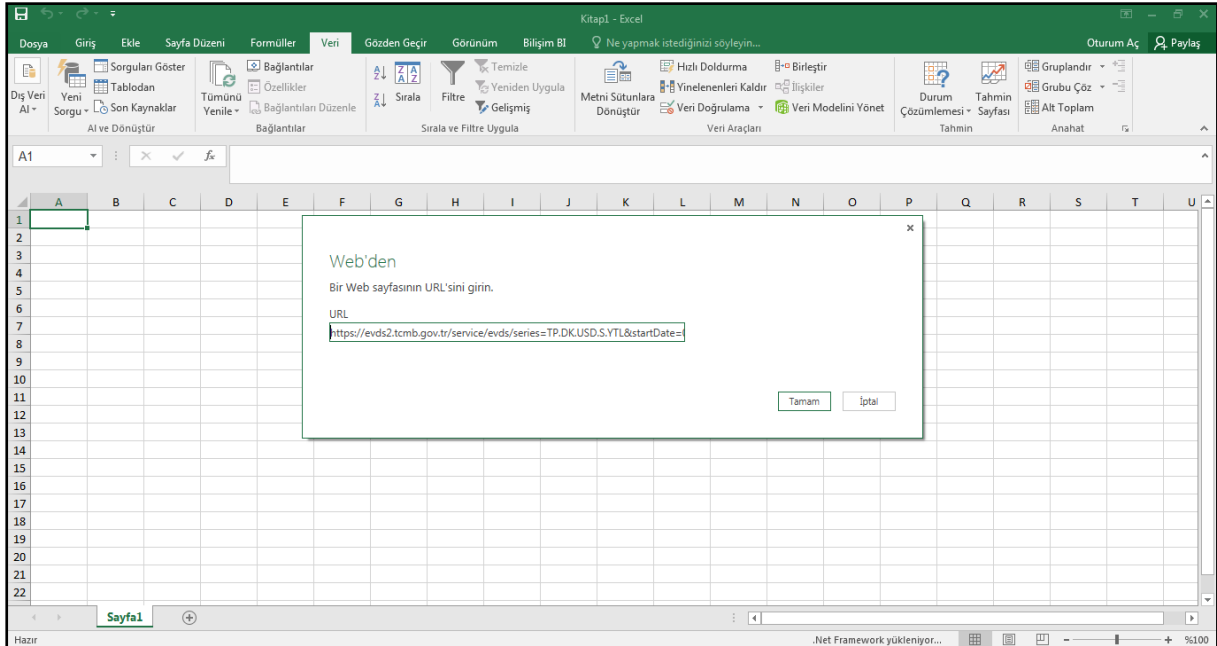 Kitap1 - Excel
Dosya Giriş Ekle Sayfa Düzeni Formüller Veri Gözden Geçir Görünüm Bilişim BI Ne yapmak istediğinizi söyleyin... Oturum Aç Paylaş
Dış Veri Al
Yeni Sorgu
Sorguları Göster
Tablodan
Son Kaynaklar
Al ve Dönüştür
Tümünü Yenile
Bağlantılar
Özellikler
Bağlantıları Düzenle
Bağlantılar
Sırala
Filtre
Temizle
Yeniden Uygula
Gelişmiş
Sırala ve Filtre Uygula
Metni Sütunlara Dönüştür
Hızlı Doldurma
Yinelenenleri Kaldır
Veri Doğrulama
Birleştir
İlişkiler
Veri Modelini Yönet
Veri Araçları
Durum Çözümlemesi
Tahmin Sayfası
Tahmin
Gruplandır
Grubu Çöz
Alt Toplam
Anahat
A1 fx
A B C D E F G H I J K L M N O P Q R S T U
1
2
3
4
5
6
7
8
9
10
11
12
13
14
15
16
17
18
19
20
21
22
Web'den
Bir Web sayfasının URL'sini girin.
URL
https://evds2.tcmb.gov.tr/service/evds/series=TP.DK.USD.S.YTL&startDate=
Tamam İptal
Sayfa1
Hazır .Net Framework yükleniyor... %100